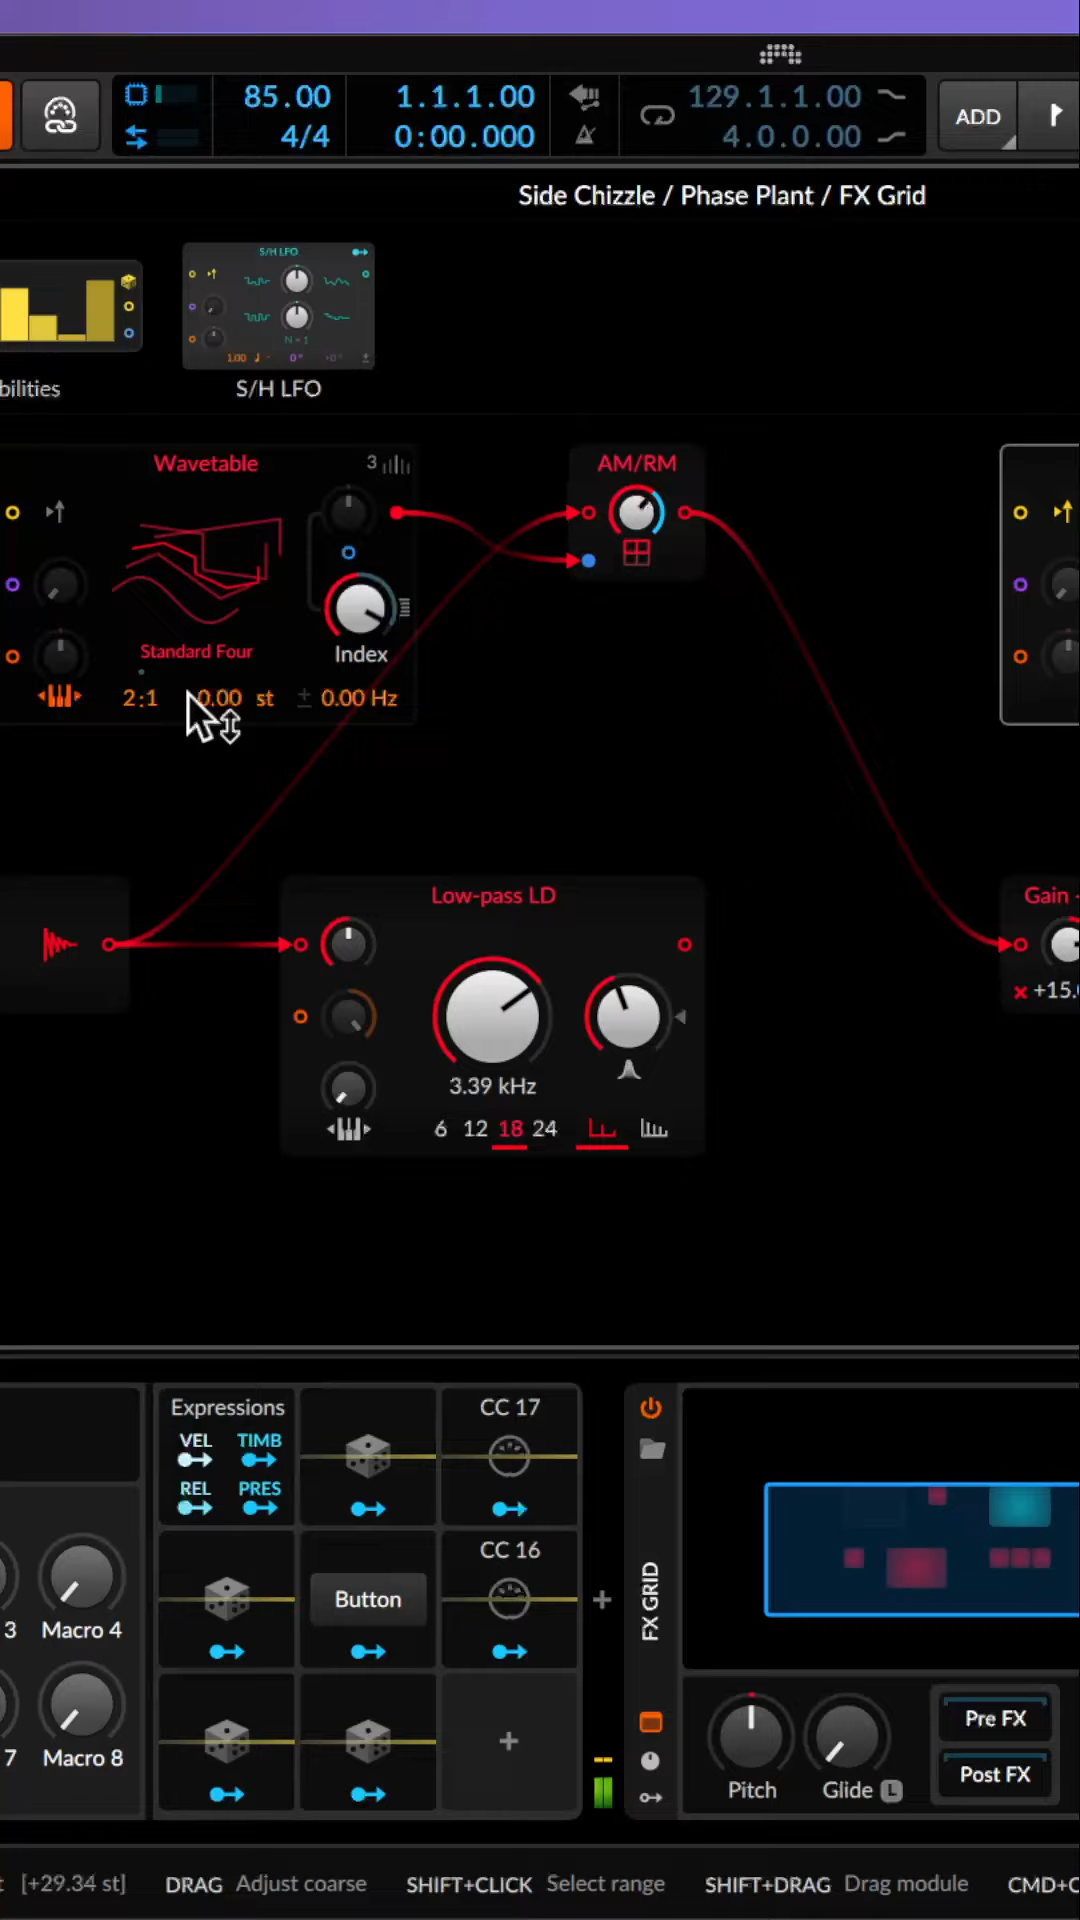 85.00
4/4
1.1.1.00
0:00.000
129.1.1.00
4.0.0.00
ADD
Side Chizzle / Phase Plant / FX Grid
S/H LFO
N = 1
1.00
0°
bilities
S/H LFO
Wavetable
3
Standard Four
Index
2:1
0.00 st
± 0.00 Hz
AM/RM
Low-pass LD
3.39 kHz
6 12 18 24
Gain -
+15.
Expressions
VEL TIMB
REL PRES
CC 17
Button
CC 16
3
Macro 4
7
Macro 8
FX GRID
Pitch
Glide L
Pre FX
Post FX
[+29.34 st]
DRAG Adjust coarse
SHIFT+CLICK Select range
SHIFT+DRAG Drag module
CMD+C